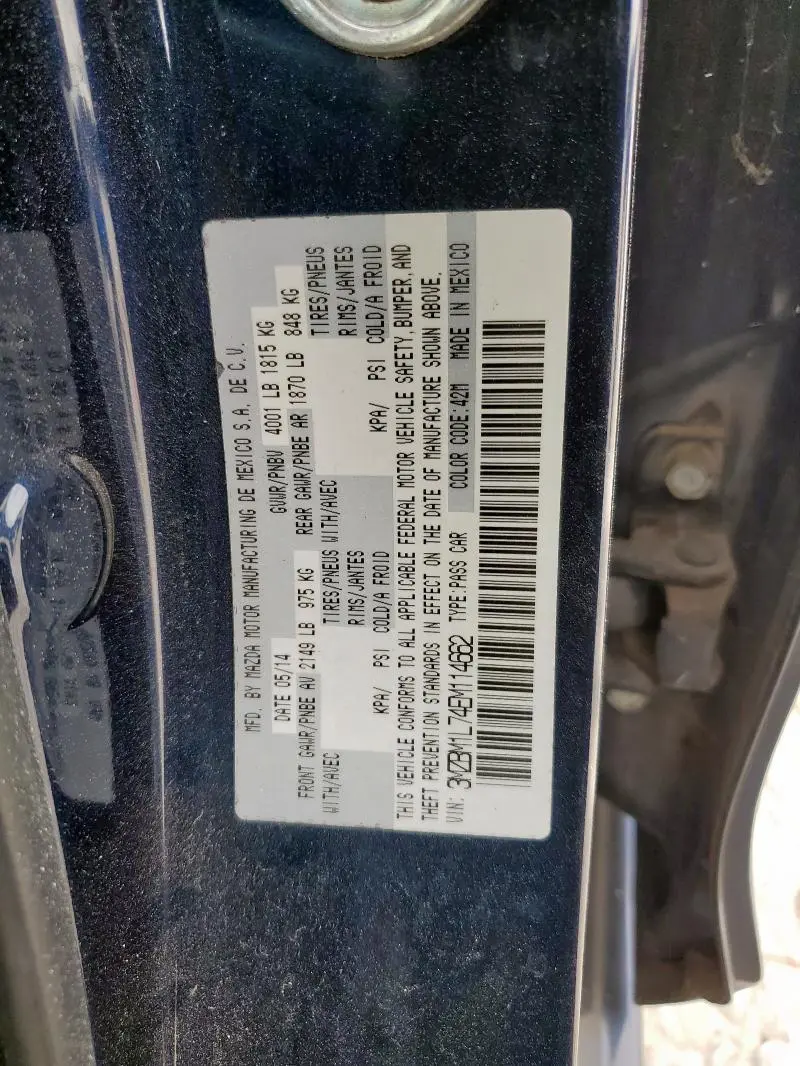 MFD. BY MAZDA MOTOR MANUFACTURING DE MEXICO S.A. DE C.V.
DATE 05/14 GVWR/PNBV 4001 LB 1815 KG
FRONT GAWR/PNBE AV 2149 LB 975 KG REAR GAWR/PNBE AR 1870 LB 848 KG
WITH/AVEC TIRES/PNEUS WITH/AVEC TIRES/PNEUS
RIMS/JANTES RIMS/JANTES
KPA/ PSI COLD/A FROID KPA/ PSI COLD/A FROID
THIS VEHICLE CONFORMS TO ALL APPLICABLE FEDERAL MOTOR VEHICLE SAFETY, BUMPER, AND
THEFT PREVENTION STANDARDS IN EFFECT ON THE DATE OF MANUFACTURE SHOWN ABOVE.
VIN: 3MZBM1L74EM114662 TYPE:PASS CAR COLOR CODE:42M MADE IN MEXICO